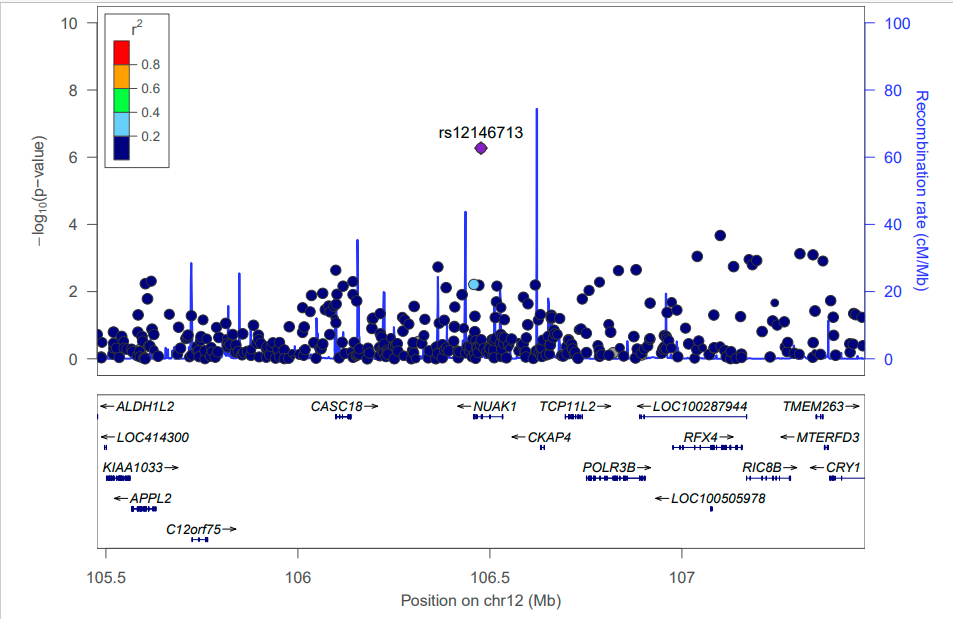 r2
0.8
0.6
0.4
0.2
rs12146713
10
8
6
4
2
0
−log10(p−value)
100
80
60
40
20
0
Recombination rate (cM/Mb)
←ALDH1L2
CASC18→
←NUAK1
TCP11L2→
←LOC100287944
TMEM263→
←LOC414300
←CKAP4
RFX4→
←MTERFD3
KIAA1033→
POLR3B→
RIC8B→
←CRY1
←APPL2
←LOC100505978
C12orf75→
105.5
106
106.5
107
Position on chr12 (Mb)